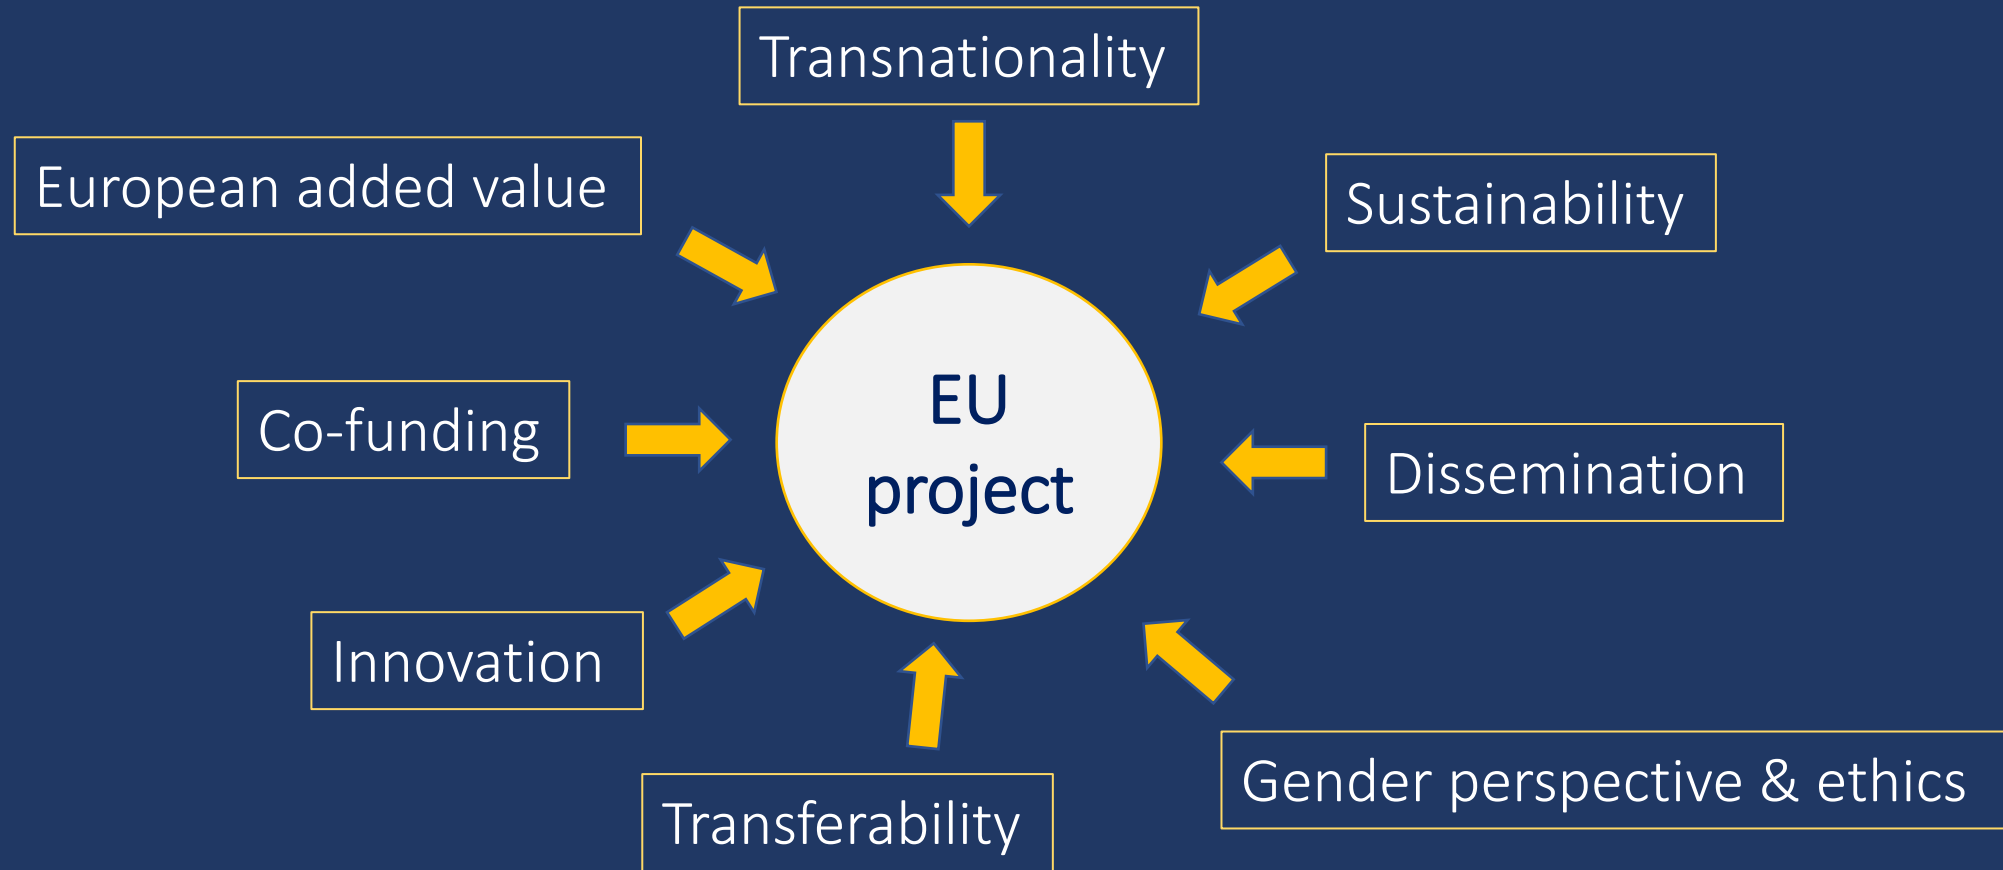 Transnationality
European added value
Sustainability
EU
project
Co-funding
Dissemination
Innovation
Gender perspective & ethics
Transferability